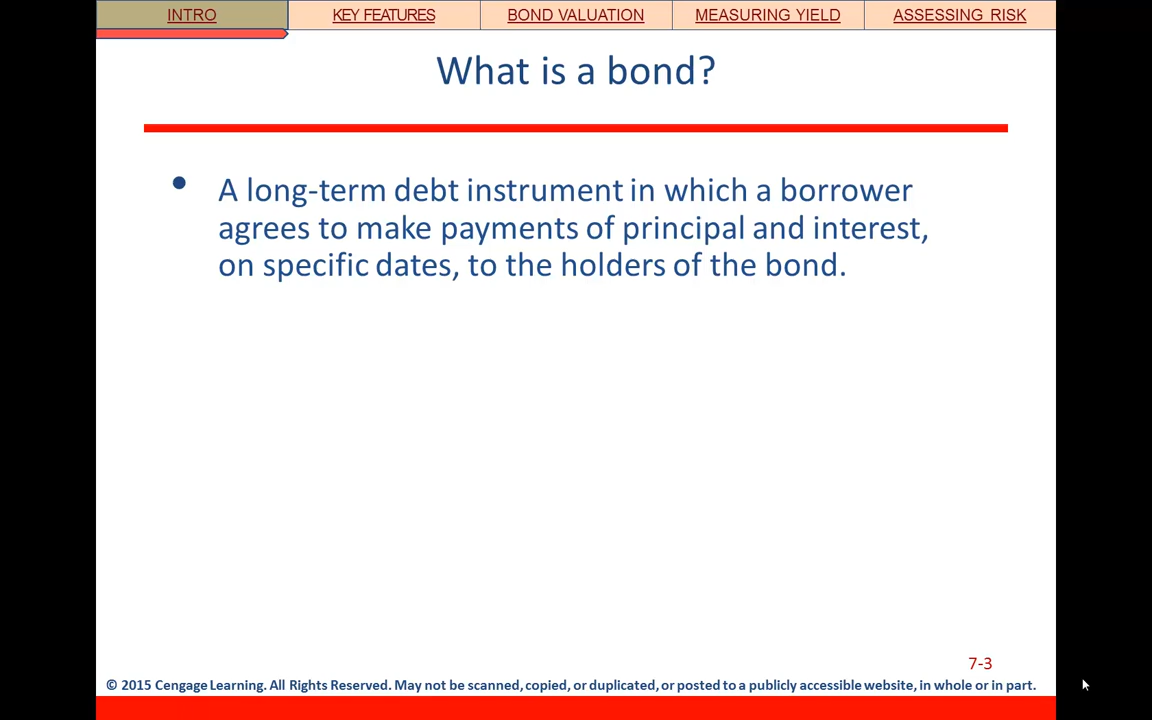 INTRO
KEY FEATURES
BOND VALUATION
MEASURING YIELD
ASSESSING RISK
What is a bond?
• A long-term debt instrument in which a borrower
agrees to make payments of principal and interest,
on specific dates, to the holders of the bond.
7-3
© 2015 Cengage Learning. All Rights Reserved. May not be scanned, copied, or duplicated, or posted to a publicly accessible website, in whole or in part.